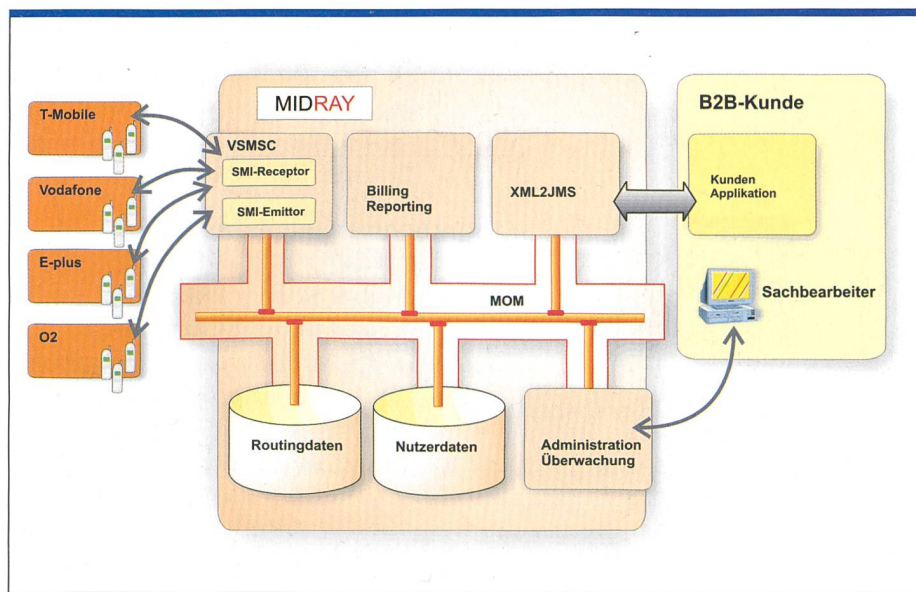 MIDRAY
B2B-Kunde
T-Mobile
Vodafone
E-plus
O2
VSMSC
SMI-Receptor
SMI-Emittor
Billing
Reporting
XML2JMS
Kunden
Applikation
MOM
Sachbearbeiter
Routingdaten
Nutzerdaten
Administration
Überwachung